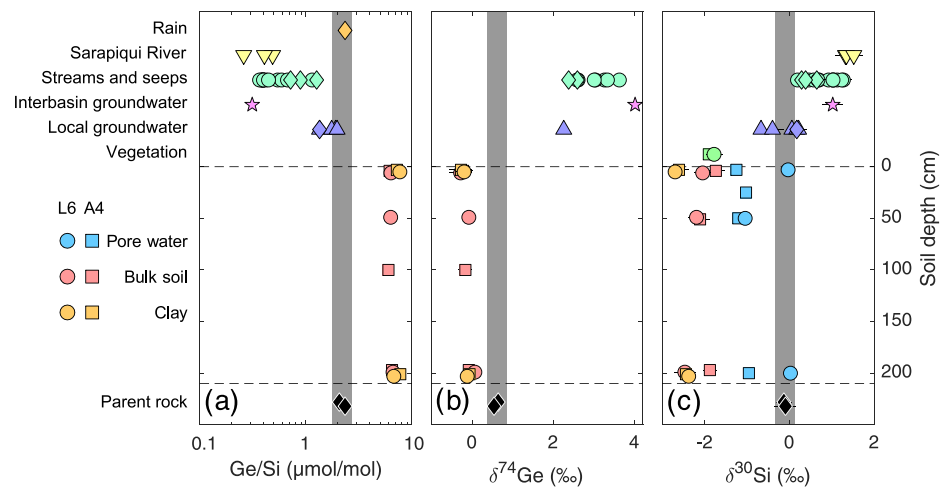 Rain
Sarapiqui River
Streams and seeps
Interbasin groundwater
Local groundwater
Vegetation
L6 A4
Pore water
Bulk soil
Clay
Parent rock
(a)
(b)
(c)
0
50
100
150
200
Soil depth (cm)
0.1 1 10
Ge/Si (μmol/mol)
0 2 4
δ⁷⁴Ge (‰)
-2 0 2
δ³⁰Si (‰)